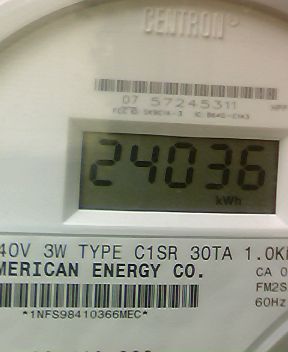 CENTRON®
07 57245311
24036
kWh
40V 3W TYPE C1SR 30TA 1.0K
MERICAN ENERGY CO.
CA 0
FM2S
60Hz
*1NFS98410366MEC*